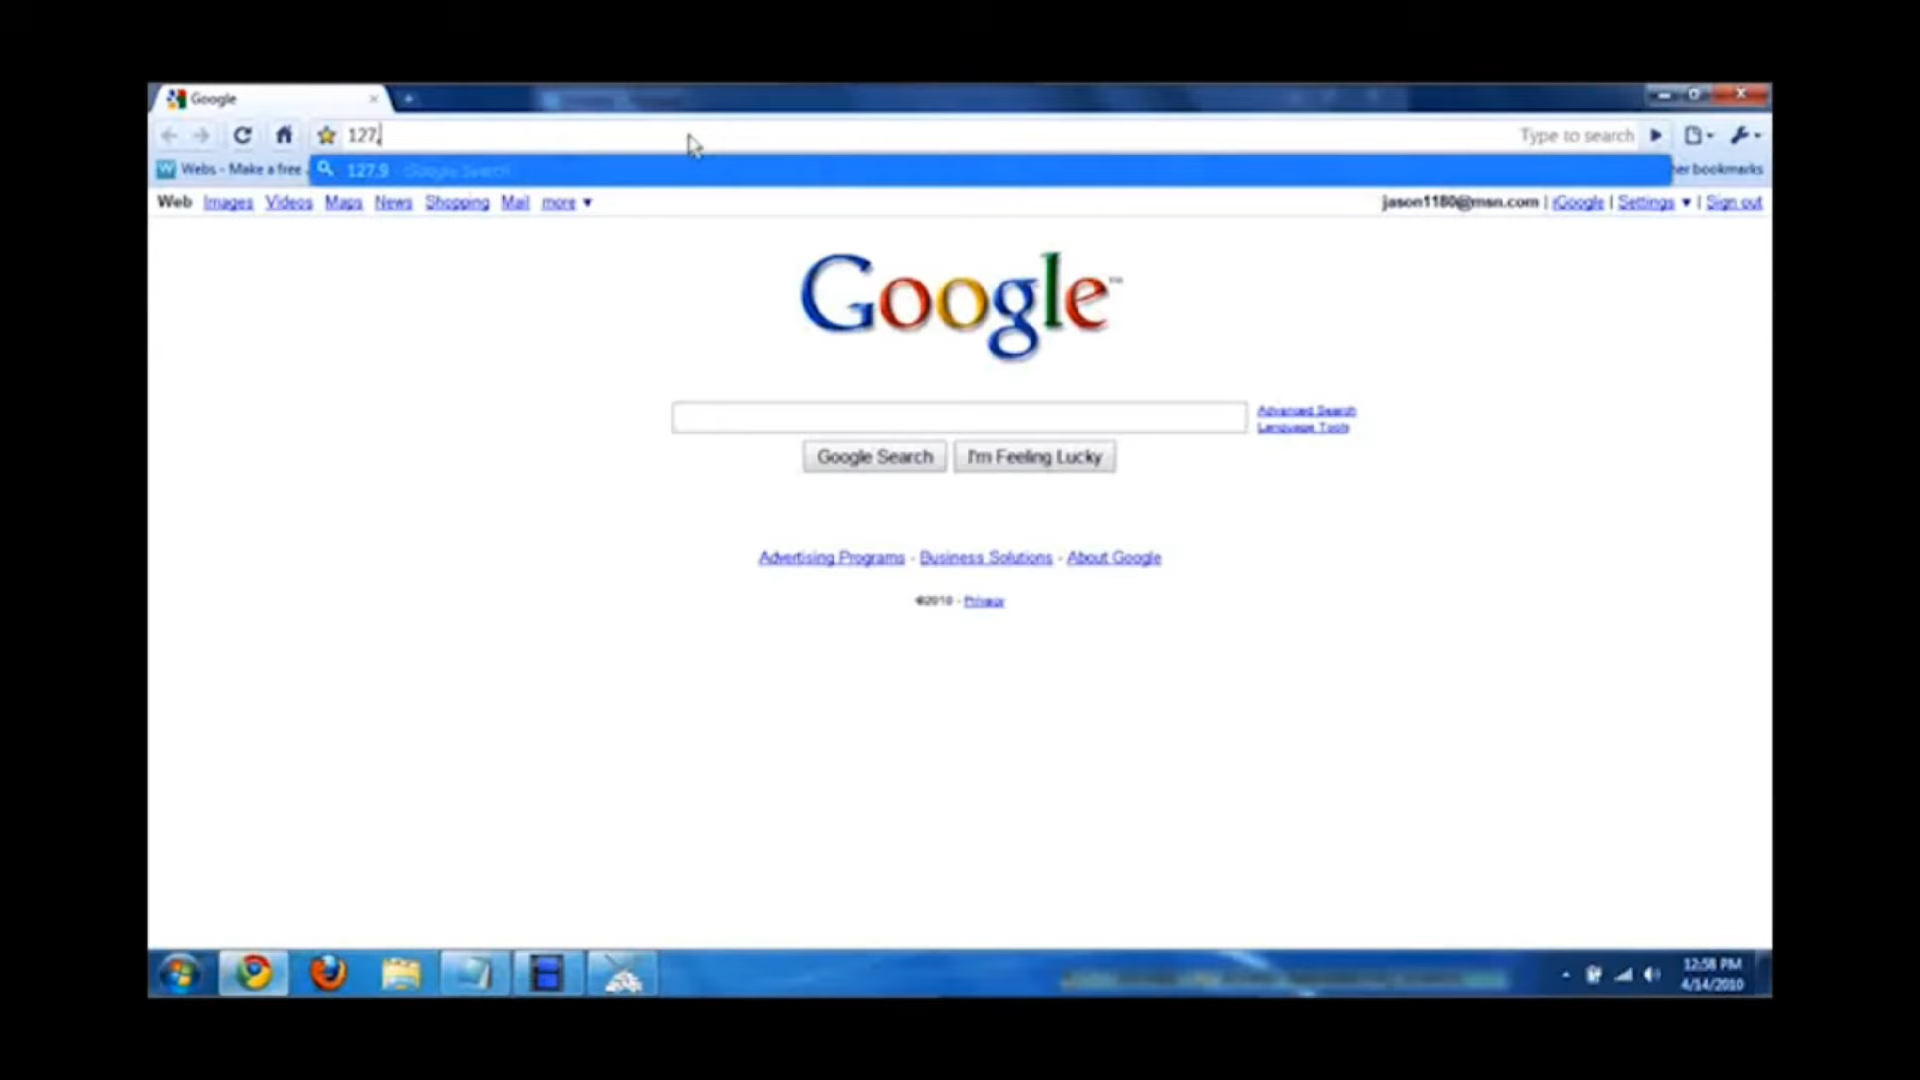 Google
127.
Type to search
Webs - Make a free
127.9 - Google Search
her bookmarks
Web Images Videos Maps News Shopping Mail more
jason1180@msn.com | iGoogle | Settings | Sign out
Google™
Advanced Search
Language Tools
Google Search I'm Feeling Lucky
Advertising Programs - Business Solutions - About Google
©2010 - Privacy
12:58 PM
4/14/2010